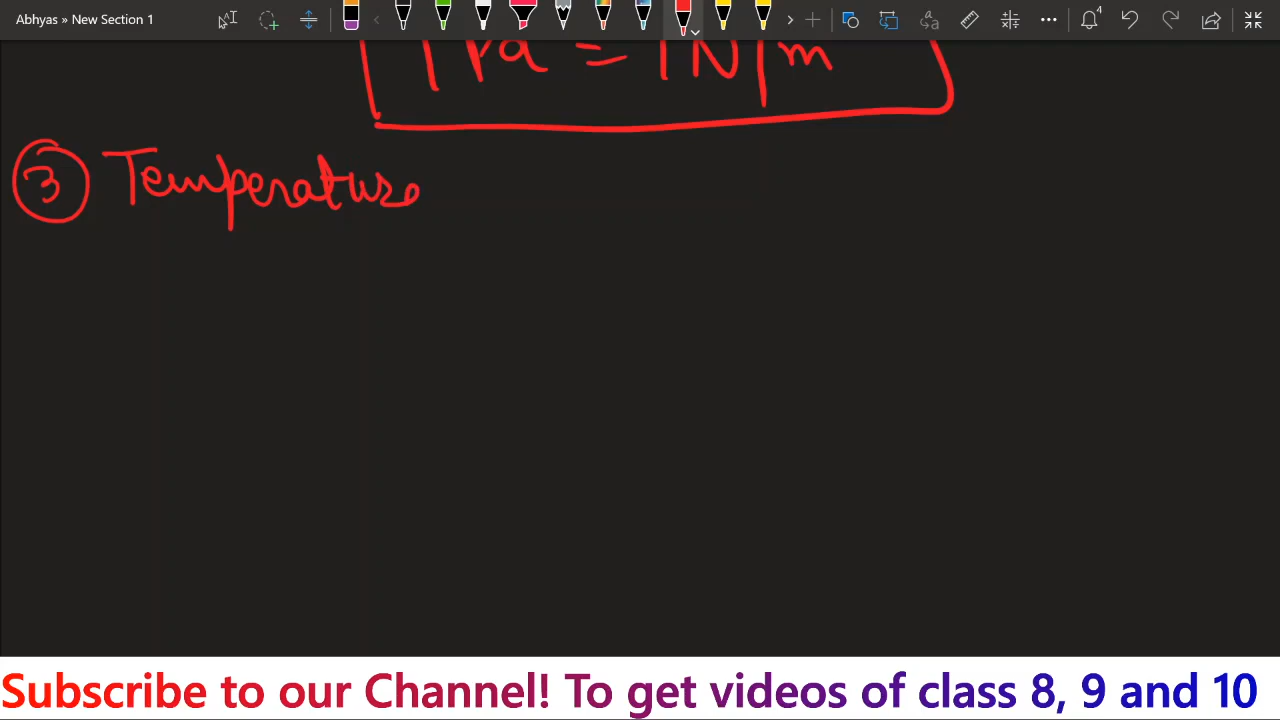 Abhyas » New Section 1
1 Pa = 1N/m
3 Temperature
Subscribe to our Channel! To get videos of class 8, 9 and 10